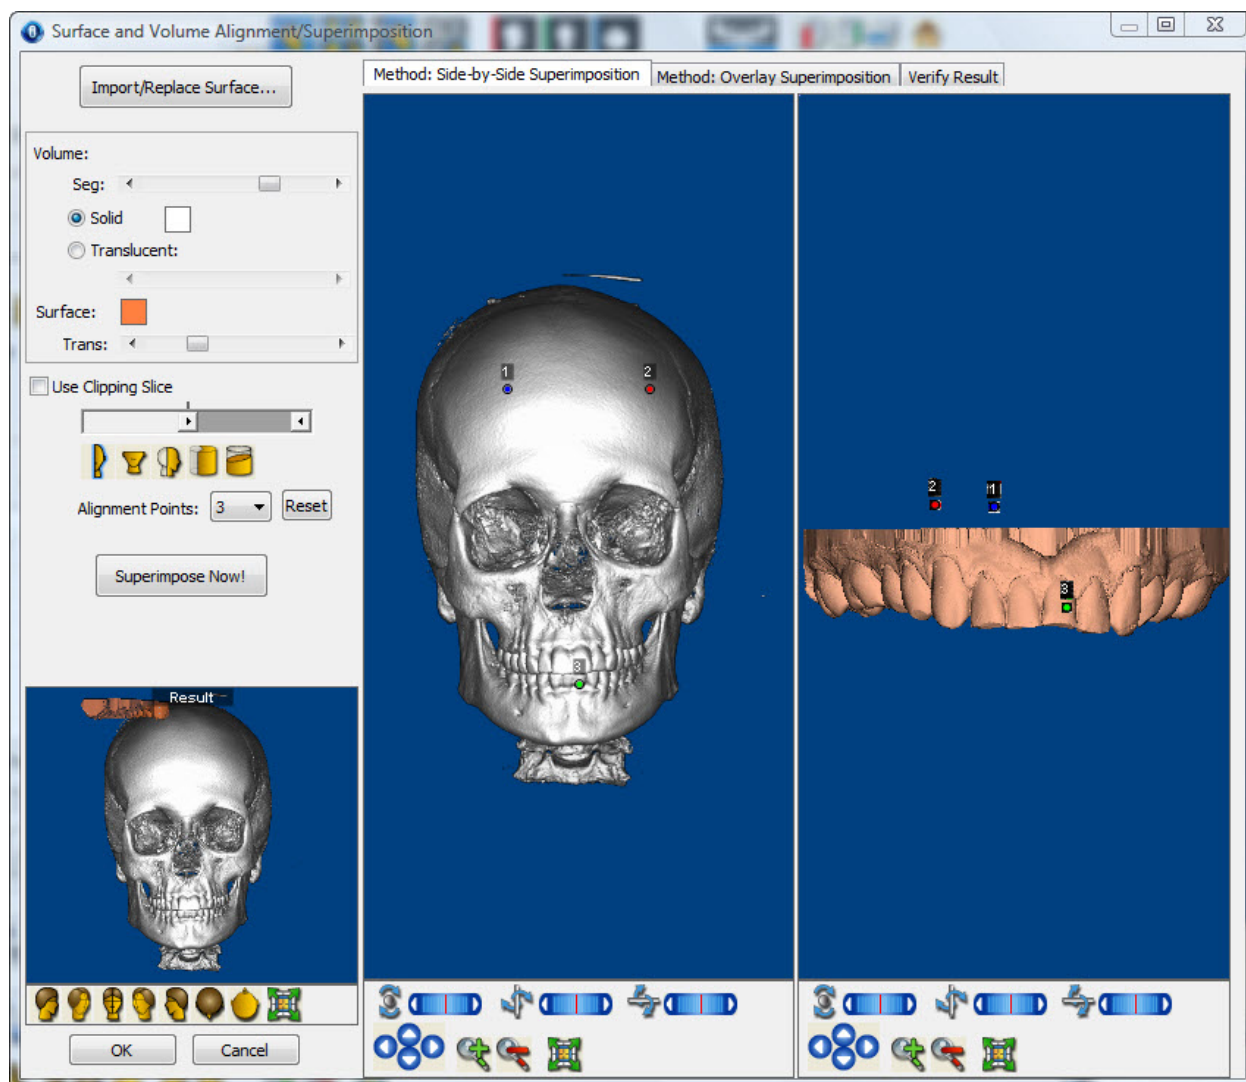 Surface and Volume Alignment/Superimposition
Import/Replace Surface...
Method: Side-by-Side Superimposition
Method: Overlay Superimposition
Verify Result
Volume:
Seg:
Solid
Translucent:
Surface:
Trans:
Use Clipping Slice
Alignment Points: 3 Reset
Superimpose Now!
Result
OK Cancel
1 2
3
2 1
3